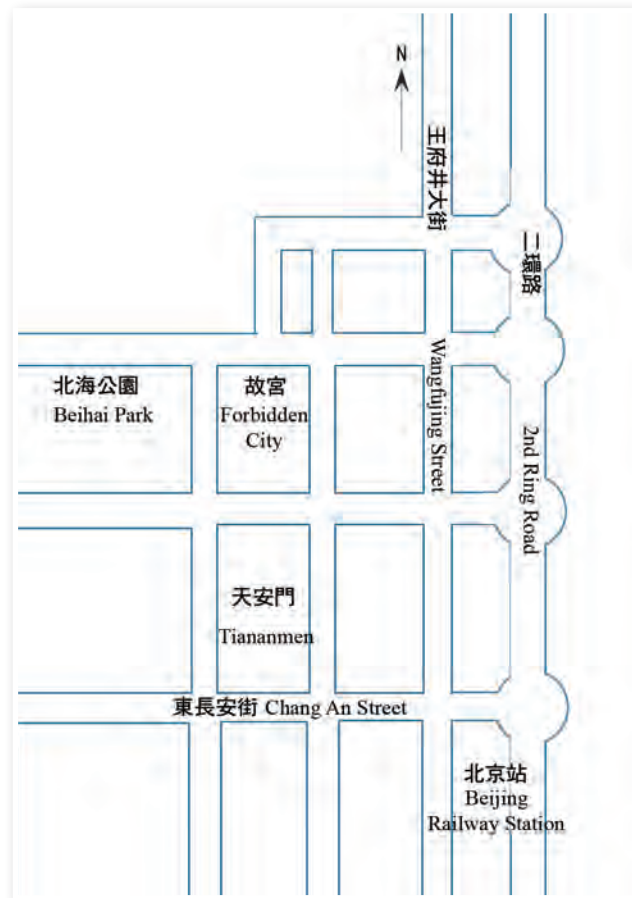 N
王府井大街
二環路
Wangfujing Street
北海公園
Beihai Park
故宮
Forbidden
City
2nd Ring Road
天安門
Tiananmen
東長安街 Chang An Street
北京站
Beijing
Railway Station